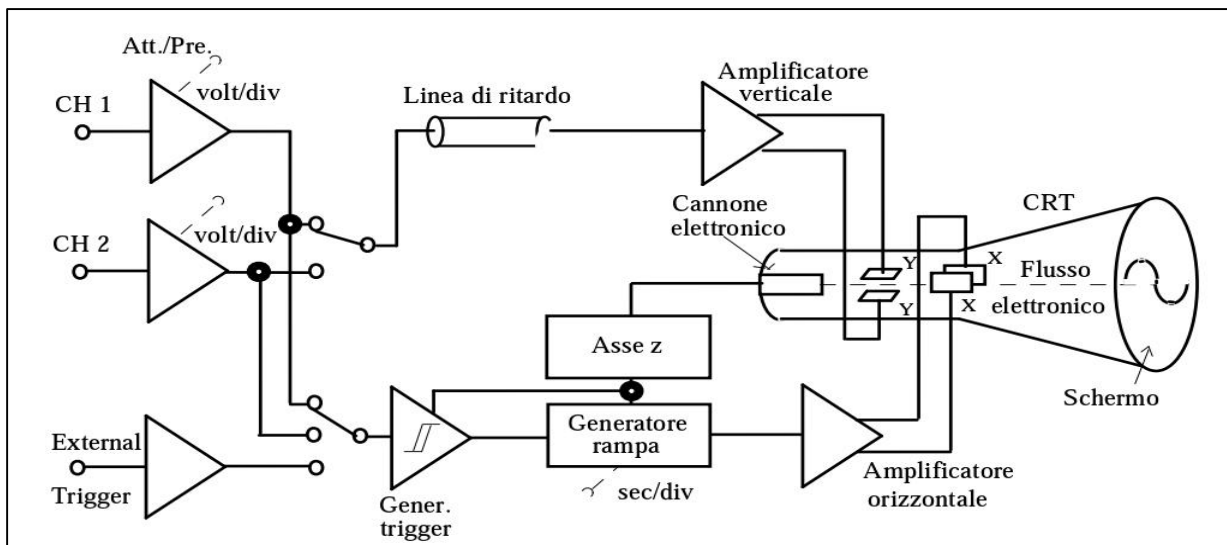 Att./Pre.
volt/div
CH 1
Linea di ritardo
Amplificatore
verticale
CH 2
volt/div
Cannone
elettronico
CRT
Y
X
Flusso
elettronico
Y
X
Asse z
Schermo
External
Trigger
Gener.
trigger
Generatore
rampa
sec/div
Amplificatore
orizzontale